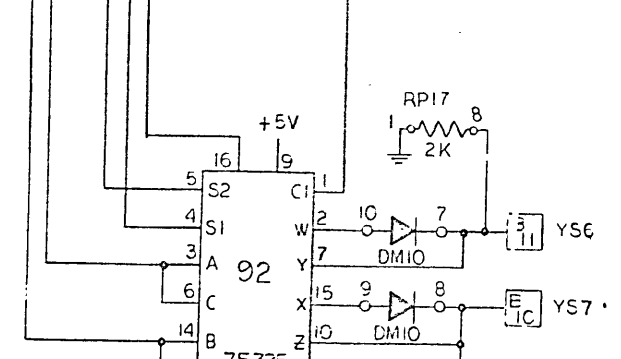 RP17
1 8
2K
+5V
16 9
5 S2 C1 1
4 S1 W 2 10 7 11 YS6
3 A Y 7 DM10
92
6 C X 15 9 8 E 1C YS7
14 B Z 10 DM10